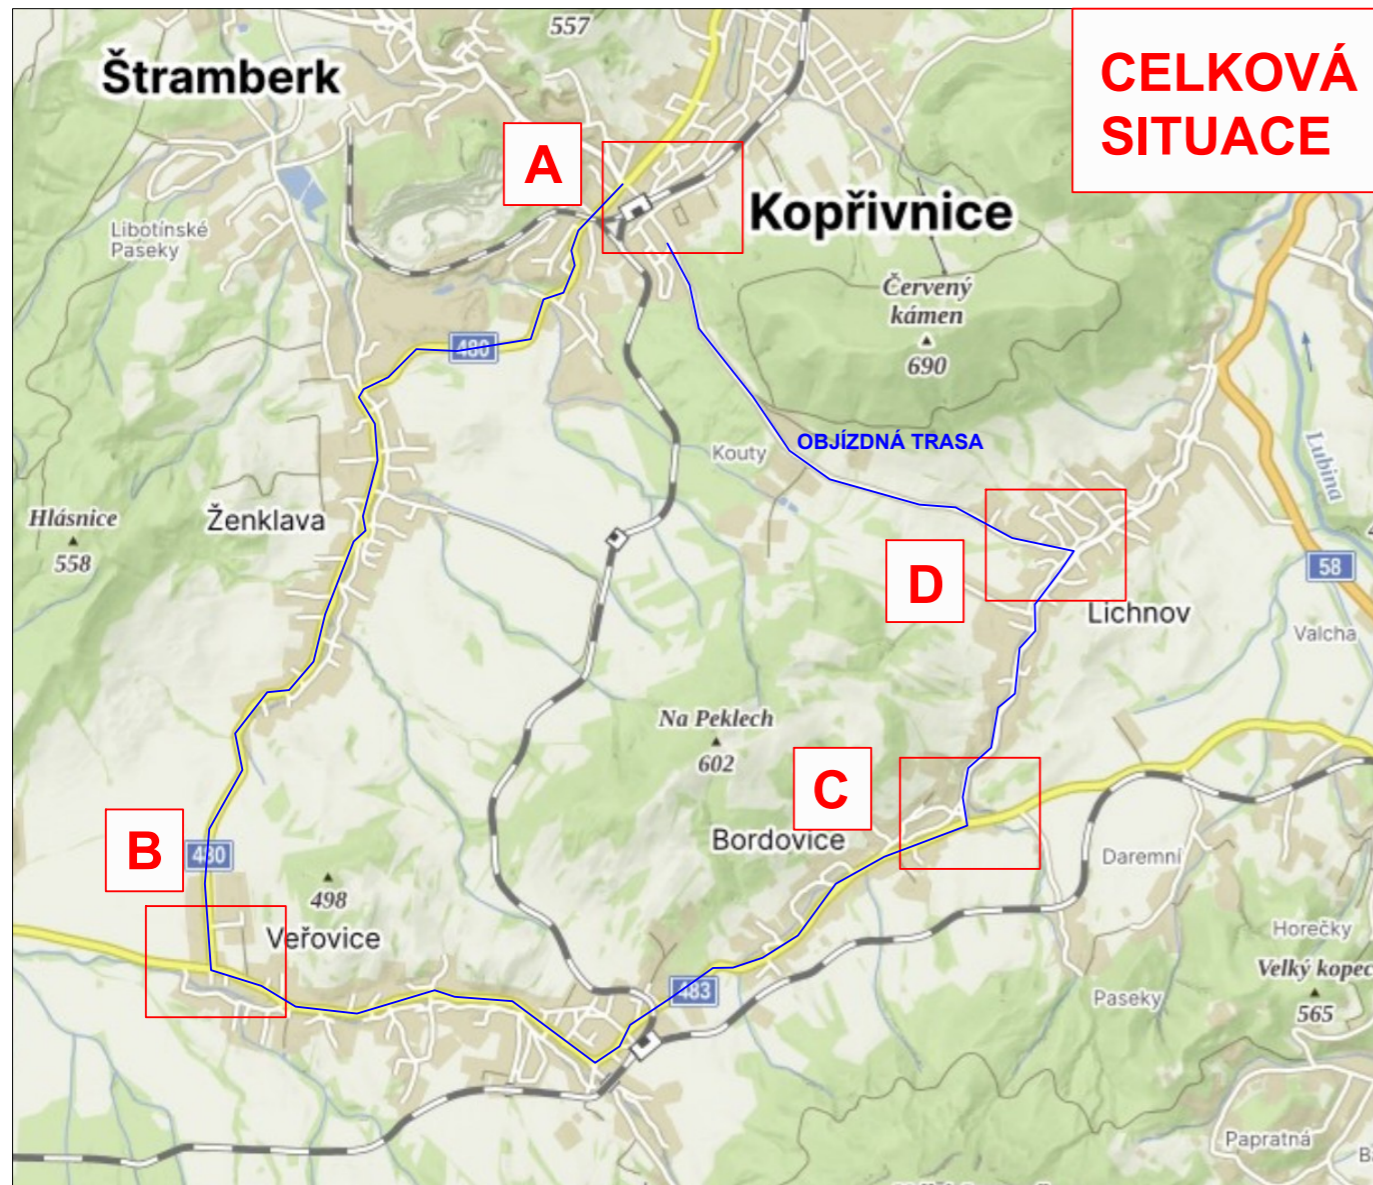 557
Štramberk
CELKOVÁ
SITUACE
A
Kopřivnice
Libotínské
Paseky
Červený
kámen
690
480
OBJÍZDNÁ TRASA
Kouty
Lubina
Hlásnice
558
Ženklava
58
D
Lichnov
Valcha
Na Peklech
602
C
Bordovice
B
480
Daremní
498
Veřovice
Horečky
Velký kopec
565
483
Paseky
Papratná